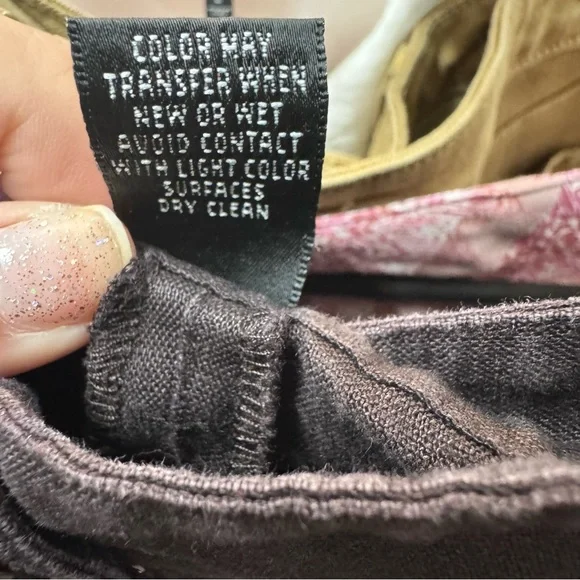 COLOR MAY
TRANSFER WHEN
NEW OR WET
AVOID CONTACT
WITH LIGHT COLOR
SURFACES
DRY CLEAN